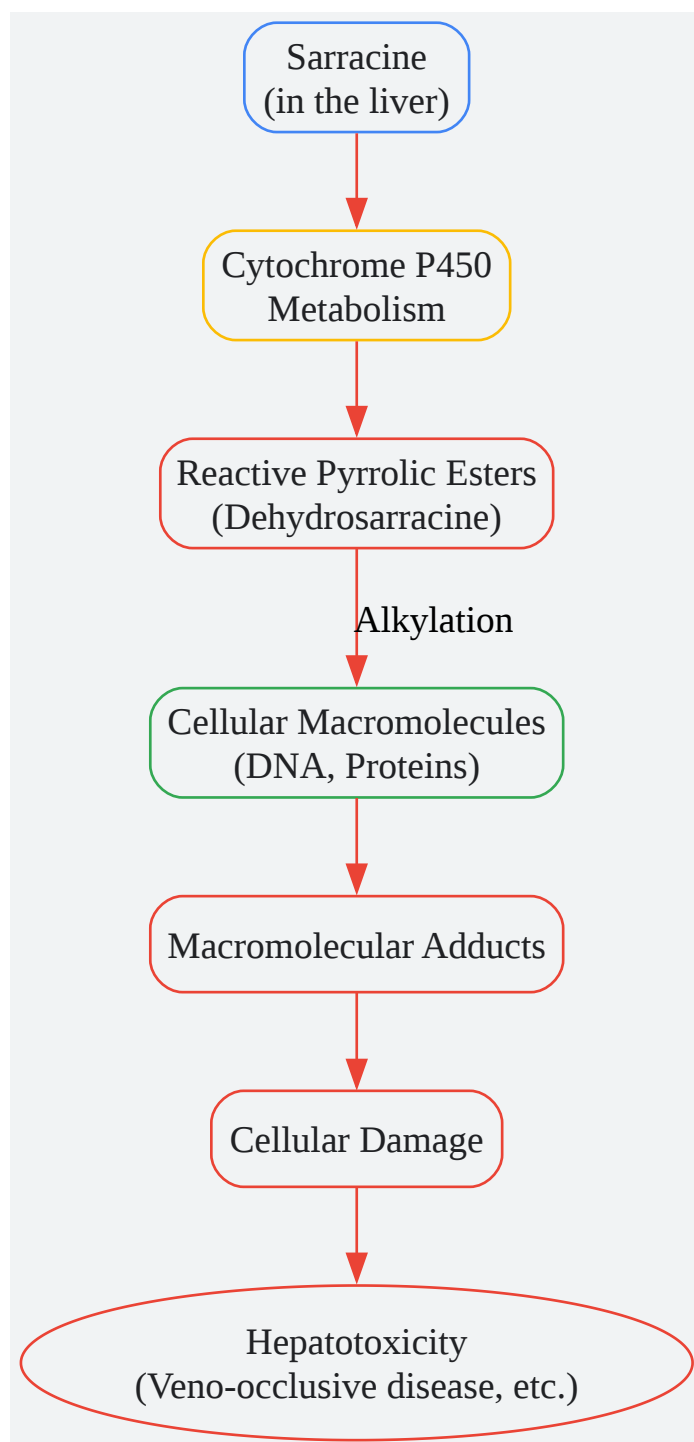 Sarracine
(in the liver)
Cytochrome P450
Metabolism
Reactive Pyrrolic Esters
(Dehydrosarracine)
Alkylation
Cellular Macromolecules
(DNA, Proteins)
Macromolecular Adducts
Cellular Damage
Hepatotoxicity
(Veno-occlusive disease, etc.)